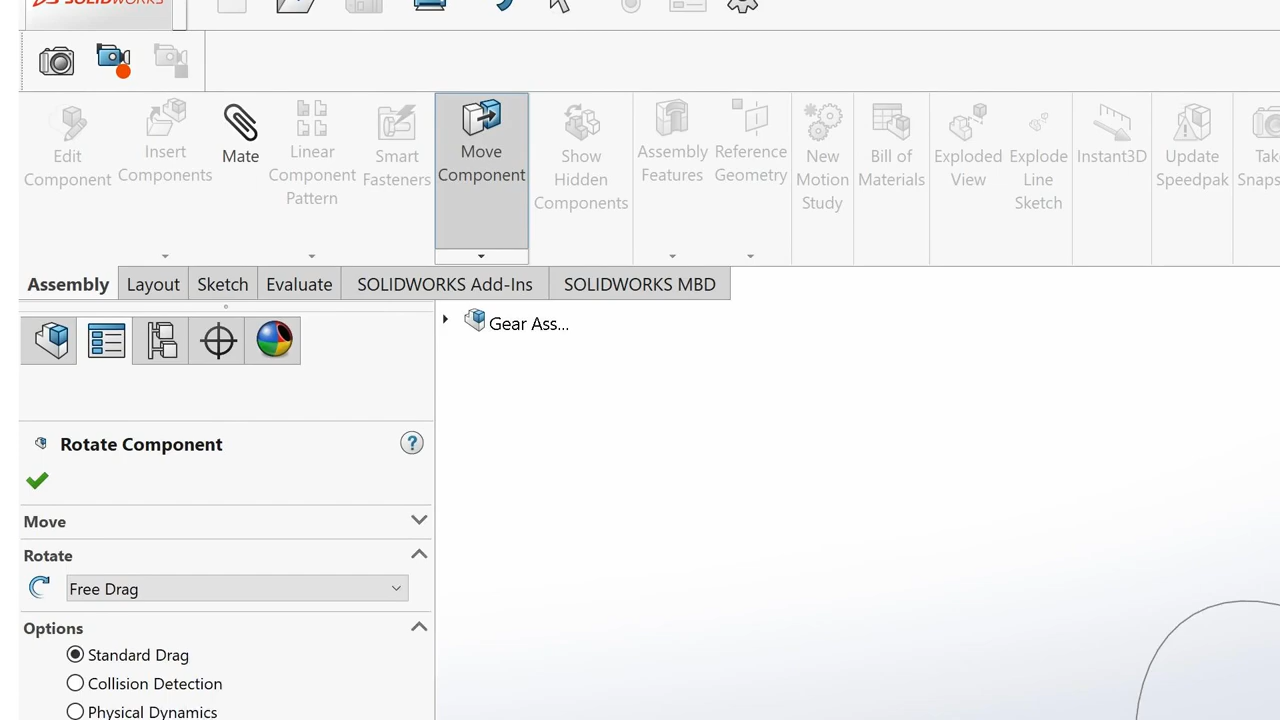 SOLIDWORKS
Edit Component
Insert Components
Mate
Linear Component Pattern
Smart Fasteners
Move Component
Show Hidden Components
Assembly Features
Reference Geometry
New Motion Study
Bill of Materials
Exploded View
Explode Line Sketch
Instant3D
Update Speedpak
Take Snaps
Assembly
Layout
Sketch
Evaluate
SOLIDWORKS Add-Ins
SOLIDWORKS MBD
Gear Ass...
Rotate Component
?
Move
Rotate
Free Drag
Options
Standard Drag
Collision Detection
Physical Dynamics